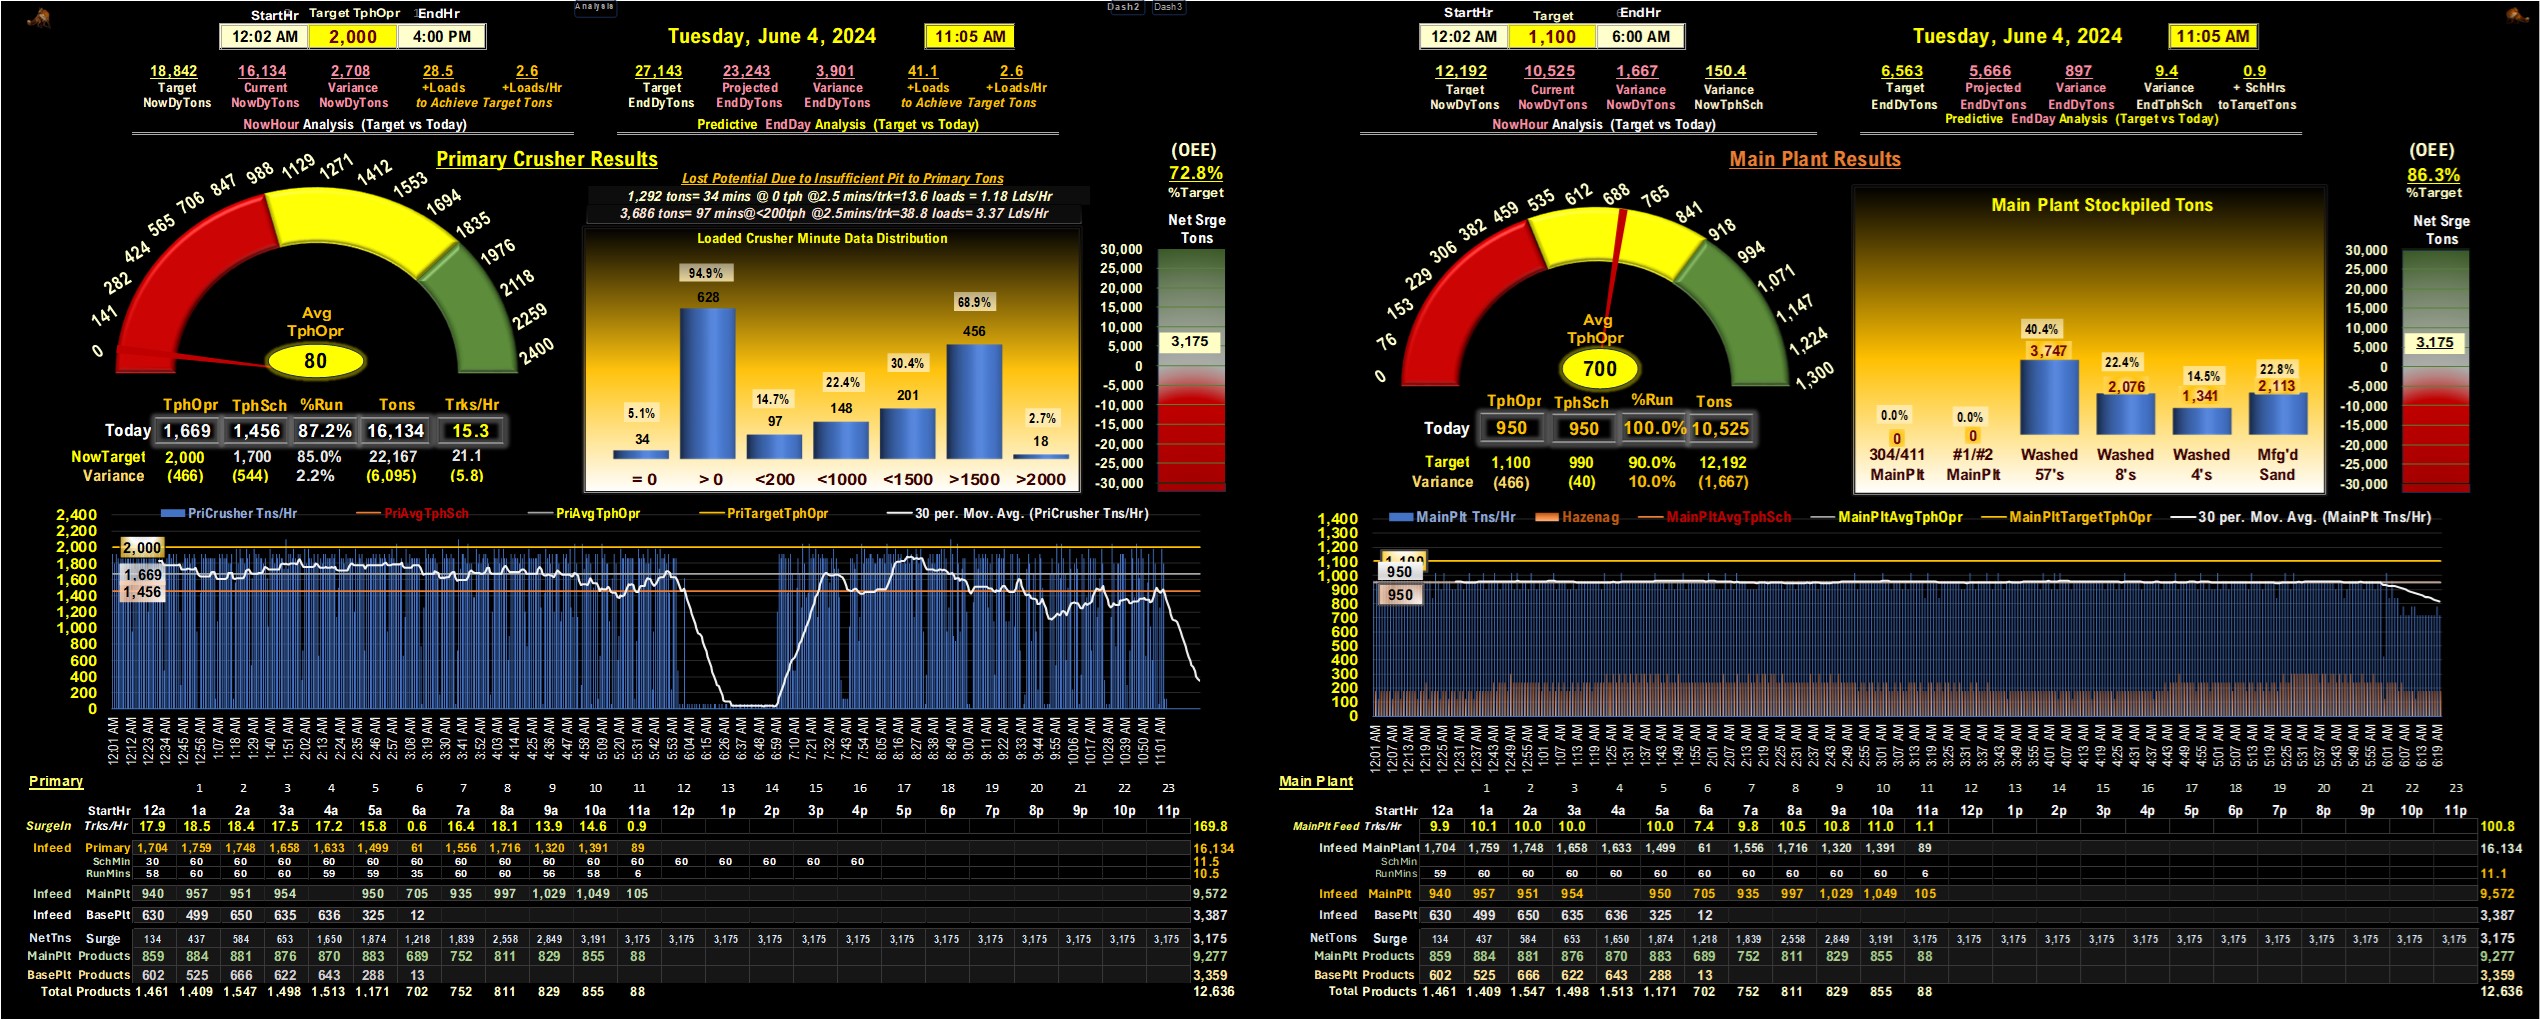 Analysis
Dash2 Dash3
StartHr Target TphOpr EndHr
12:02 AM 2,000 4:00 PM
Tuesday, June 4, 2024 11:05 AM
18,842 16,134 2,708 28.5 2.6
Target Current Variance +Loads +Loads/Hr
NowDyTons NowDyTons NowDyTons to Achieve Target Tons
NowHour Analysis (Target vs Today)
27,143 23,243 3,901 41.1 2.6
Target Projected Variance +Loads +Loads/Hr
EndDyTons EndDyTons EndDyTons to Achieve Target Tons
Predictive EndDay Analysis (Target vs Today)
Primary Crusher Results
0 141 282 424 565 706 847 988 1129 1271 1412 1553 1694 1835 1976 2118 2259 2400
Avg
TphOpr
80
TphOpr TphSch %Run Tons Trks/Hr
Today 1,669 1,456 87.2% 16,134 15.3
NowTarget 2,000 1,700 85.0% 22,167 21.1
Variance (466) (544) 2.2% (6,095) (5.8)
Lost Potential Due to Insufficient Pit to Primary Tons
1,292 tons= 34 mins @ 0 tph @2.5 mins/trk=13.6 loads = 1.18 Lds/Hr
3,686 tons= 97 mins@<200tph @2.5mins/trk=38.8 loads= 3.37 Lds/Hr
Loaded Crusher Minute Data Distribution
5.1% 94.9% 14.7% 22.4% 30.4% 68.9% 2.7%
34 628 97 148 201 456 18
= 0 > 0 <200 <1000 <1500 >1500 >2000
(OEE)
72.8%
%Target
Net Srge
Tons
30,000
25,000
20,000
15,000
10,000
5,000
0
-5,000
-10,000
-15,000
-20,000
-25,000
-30,000
3,175
PriCrusher Tns/Hr PriAvgTphSch PriAvgTphOpr PriTargetTphOpr 30 per. Mov. Avg. (PriCrusher Tns/Hr)
2,400
2,200
2,000
1,800
1,600
1,400
1,200
1,000
800
600
400
200
0
2,000
1,669
1,456
12:01 AM 12:12 AM 12:23 AM 12:34 AM 12:45 AM 12:56 AM 1:07 AM 1:18 AM 1:29 AM 1:40 AM 1:51 AM 2:02 AM 2:13 AM 2:24 AM 2:35 AM 2:46 AM 2:57 AM 3:08 AM 3:19 AM 3:30 AM 3:41 AM 3:52 AM 4:03 AM 4:14 AM 4:25 AM 4:36 AM 4:47 AM 4:58 AM 5:09 AM 5:20 AM 5:31 AM 5:42 AM 5:53 AM 6:04 AM 6:15 AM 6:26 AM 6:37 AM 6:48 AM 6:59 AM 7:10 AM 7:21 AM 7:32 AM 7:43 AM 7:54 AM 8:05 AM 8:16 AM 8:27 AM 8:38 AM 8:49 AM 9:00 AM 9:11 AM 9:22 AM 9:33 AM 9:44 AM 9:55 AM 10:06 AM 10:17 AM 10:28 AM 10:39 AM 10:50 AM 11:01 AM
Primary
1 2 3 4 5 6 7 8 9 10 11 12 13 14 15 16 17 18 19 20 21 22 23
StartHr 12a 1a 2a 3a 4a 5a 6a 7a 8a 9a 10a 11a 12p 1p 2p 3p 4p 5p 6p 7p 8p 9p 10p 11p
SurgeIn Trks/Hr 17.9 18.5 18.4 17.5 17.2 15.8 0.6 16.4 18.1 13.9 14.6 0.9 169.8
Infeed Primary 1,704 1,759 1,748 1,658 1,633 1,499 61 1,556 1,716 1,320 1,391 89 16,134
SchMin 30 60 60 60 60 60 60 60 60 60 60 60 60 60 60 60 60 11.5
RunMins 58 60 60 60 59 59 35 60 60 56 58 6 10.5
Infeed MainPlt 940 957 951 954 950 705 935 997 1,029 1,049 105 9,572
Infeed BasePlt 630 499 650 635 636 325 12 3,387
NetTns Surge 134 437 584 653 1,650 1,874 1,218 1,839 2,558 2,849 3,191 3,175 3,175 3,175 3,175 3,175 3,175 3,175 3,175 3,175 3,175 3,175 3,175 3,175 3,175
MainPlt Products 859 884 881 876 870 883 689 752 811 829 855 88 9,277
BasePlt Products 602 525 666 622 643 288 13 3,359
Total Products 1,461 1,409 1,547 1,498 1,513 1,171 702 752 811 829 855 88 12,636
StartHr Target EndHr
12:02 AM 1,100 6:00 AM
Tuesday, June 4, 2024 11:05 AM
12,192 10,525 1,667 150.4
Target Current Variance Variance
NowDyTons NowDyTons NowDyTons NowTphSch
NowHour Analysis (Target vs Today)
6,563 5,666 897 9.4 0.9
Target Projected Variance Variance + SchHrs
EndDyTons EndDyTons EndDyTons EndTphSch toTargetTons
Predictive EndDay Analysis (Target vs Today)
Main Plant Results
0 76 153 229 306 382 459 535 612 688 765 841 918 994 1,071 1,147 1,224 1,300
Avg
TphOpr
700
TphOpr TphSch %Run Tons
Today 950 950 100.0% 10,525
Target 1,100 990 90.0% 12,192
Variance (466) (40) 10.0% (1,667)
Main Plant Stockpiled Tons
0.0% 0.0% 40.4% 22.4% 14.5% 22.8%
0 0 3,747 2,076 1,341 2,113
304/411 #1/#2 Washed Washed Washed Mfg'd
MainPlt MainPlt 57's 8's 4's Sand
(OEE)
86.3%
%Target
Net Srge
Tons
30,000
25,000
20,000
15,000
10,000
5,000
0
-5,000
-10,000
-15,000
-20,000
-25,000
-30,000
3,175
MainPlt Tns/Hr Hazenag MainPltAvgTphSch MainPltAvgTphOpr MainPltTargetTphOpr 30 per. Mov. Avg. (MainPlt Tns/Hr)
1,400
1,300
1,200
1,100
1,000
900
800
700
600
500
400
300
200
100
0
1,100
950
950
12:01 AM 12:07 AM 12:13 AM 12:19 AM 12:25 AM 12:31 AM 12:37 AM 12:43 AM 12:49 AM 12:55 AM 1:01 AM 1:07 AM 1:13 AM 1:19 AM 1:25 AM 1:31 AM 1:37 AM 1:43 AM 1:49 AM 1:55 AM 2:01 AM 2:07 AM 2:13 AM 2:19 AM 2:25 AM 2:31 AM 2:37 AM 2:43 AM 2:49 AM 2:55 AM 3:01 AM 3:07 AM 3:13 AM 3:19 AM 3:25 AM 3:31 AM 3:37 AM 3:43 AM 3:49 AM 3:55 AM 4:01 AM 4:07 AM 4:13 AM 4:19 AM 4:25 AM 4:31 AM 4:37 AM 4:43 AM 4:49 AM 4:55 AM 5:01 AM 5:07 AM 5:13 AM 5:19 AM 5:25 AM 5:31 AM 5:37 AM 5:43 AM 5:49 AM 5:55 AM 6:01 AM 6:07 AM 6:13 AM 6:19 AM
Main Plant
1 2 3 4 5 6 7 8 9 10 11 12 13 14 15 16 17 18 19 20 21 22 23
StartHr 12a 1a 2a 3a 4a 5a 6a 7a 8a 9a 10a 11a 12p 1p 2p 3p 4p 5p 6p 7p 8p 9p 10p 11p
MainPlt Feed Trks/Hr 9.9 10.1 10.0 10.0 10.0 7.4 9.8 10.5 10.8 11.0 1.1 100.8
Infeed MainPlant 1,704 1,759 1,748 1,658 1,633 1,499 61 1,556 1,716 1,320 1,391 89 16,134
SchMin
RunMins 59 60 60 60 60 60 60 60 60 60 60 6 11.1
Infeed MainPlt 940 957 951 954 950 705 935 997 1,029 1,049 105 9,572
Infeed BasePlt 630 499 650 635 636 325 12 3,387
NetTons Surge 134 437 584 653 1,650 1,874 1,218 1,839 2,558 2,849 3,191 3,175 3,175 3,175 3,175 3,175 3,175 3,175 3,175 3,175 3,175 3,175 3,175 3,175 3,175
MainPlt Products 859 884 881 876 870 883 689 752 811 829 855 88 9,277
BasePlt Products 602 525 666 622 643 288 13 3,359
Total Products 1,461 1,409 1,547 1,498 1,513 1,171 702 752 811 829 855 88 12,636